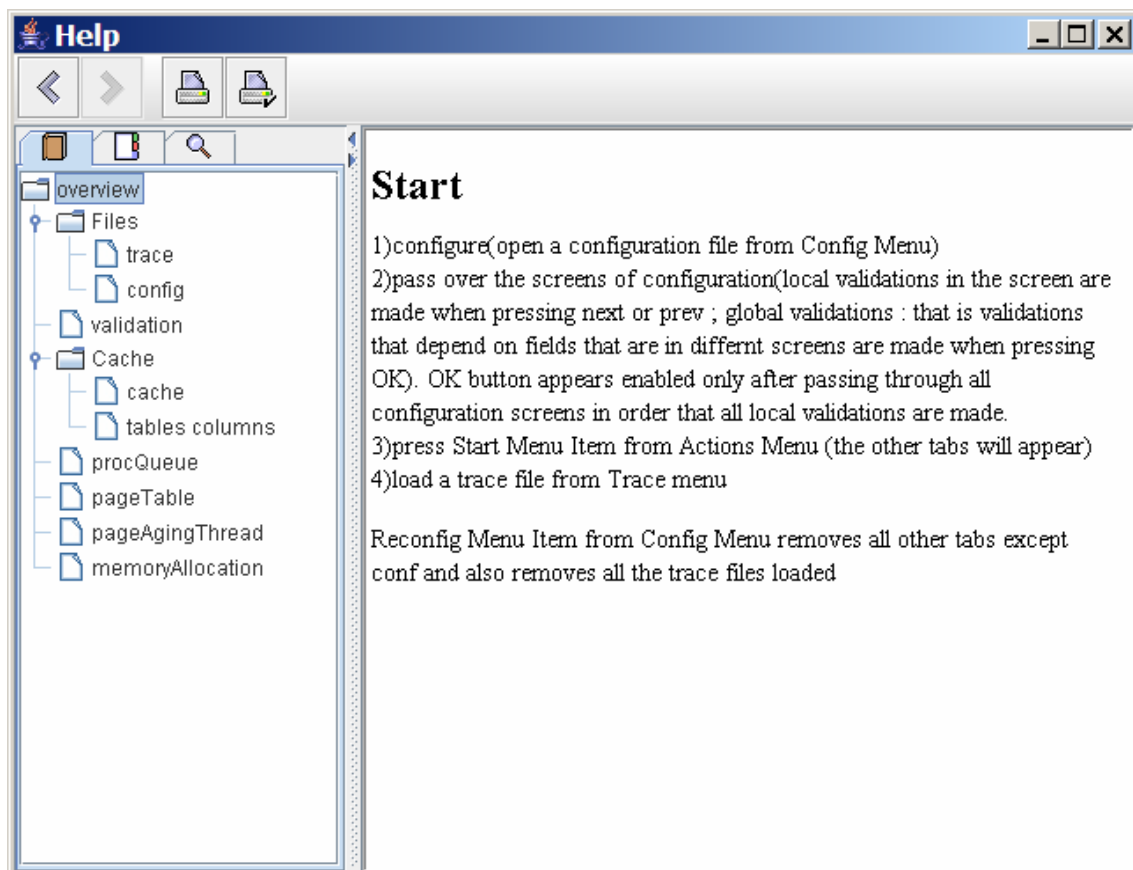 Help
overview
Files
trace
config
validation
Cache
cache
tables columns
procQueue
pageTable
pageAgingThread
memoryAllocation
Start
1)configure(open a configuration file from Config Menu)
2)pass over the screens of configuration(local validations in the screen are
made when pressing next or prev ; global validations : that is validations
that depend on fields that are in differnt screens are made when pressing
OK). OK button appears enabled only after passing through all
configuration screens in order that all local validations are made.
3)press Start Menu Item from Actions Menu (the other tabs will appear)
4)load a trace file from Trace menu
Reconfig Menu Item from Config Menu removes all other tabs except
conf and also removes all the trace files loaded